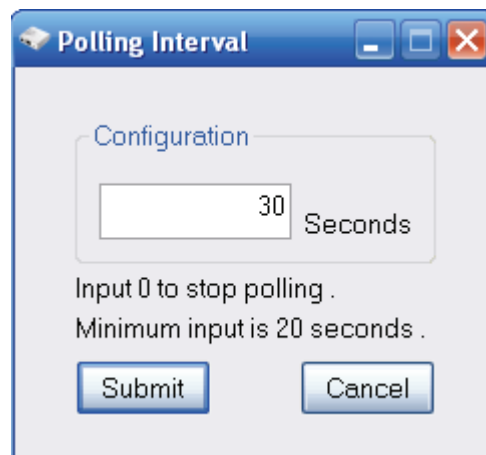 Polling Interval
Configuration
30 Seconds
Input 0 to stop polling .
Minimum input is 20 seconds .
Submit Cancel